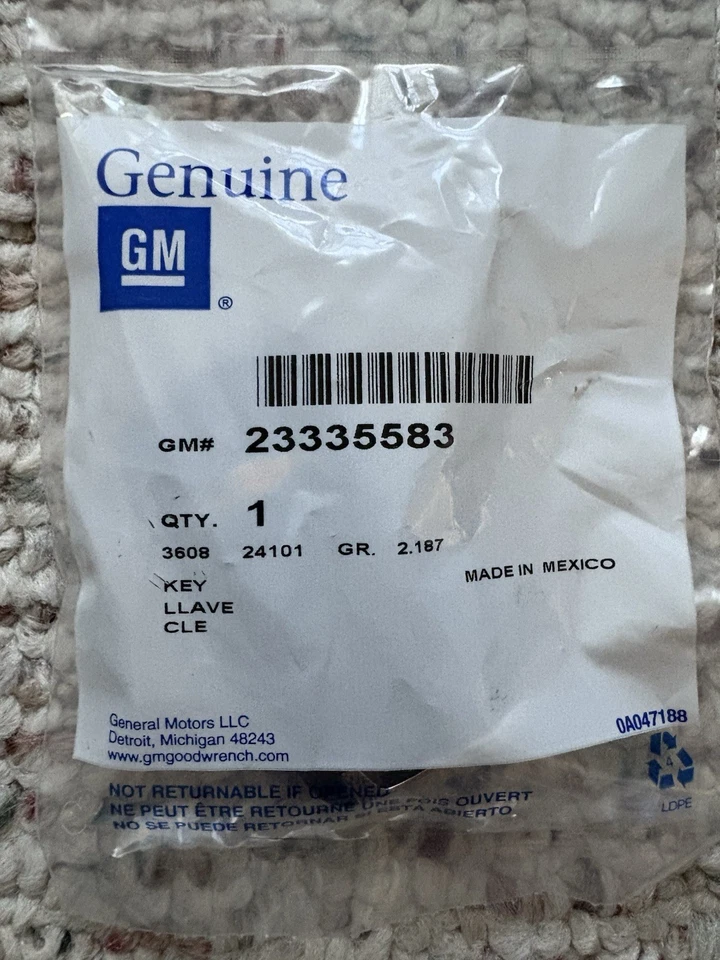 Genuine
GM
®
GM# 23335583
QTY. 1
3608 24101 GR. 2.187
MADE IN MEXICO
KEY
LLAVE
CLE
General Motors LLC
Detroit, Michigan 48243
www.gmgoodwrench.com
0A047188
4
LDPE
NOT RETURNABLE IF OPENED
NE PEUT ÊTRE RETOURNE UNE FOIS OUVERT
NO SE PUEDE RETORNAR SI ESTA ABIERTO.